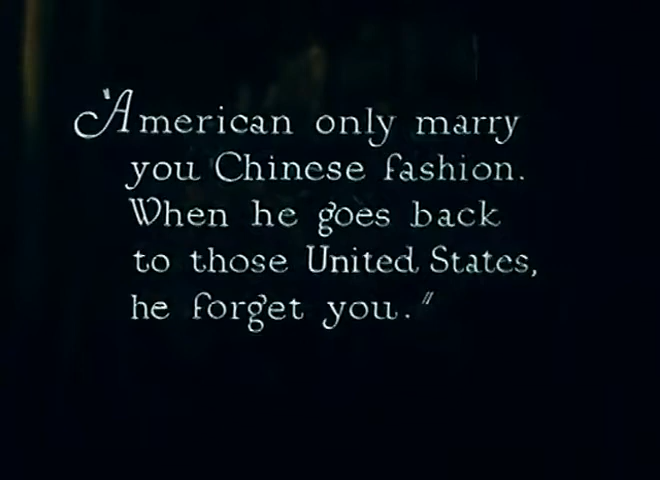 "American only marry
you Chinese fashion.
When he goes back
to those United States,
he forget you."